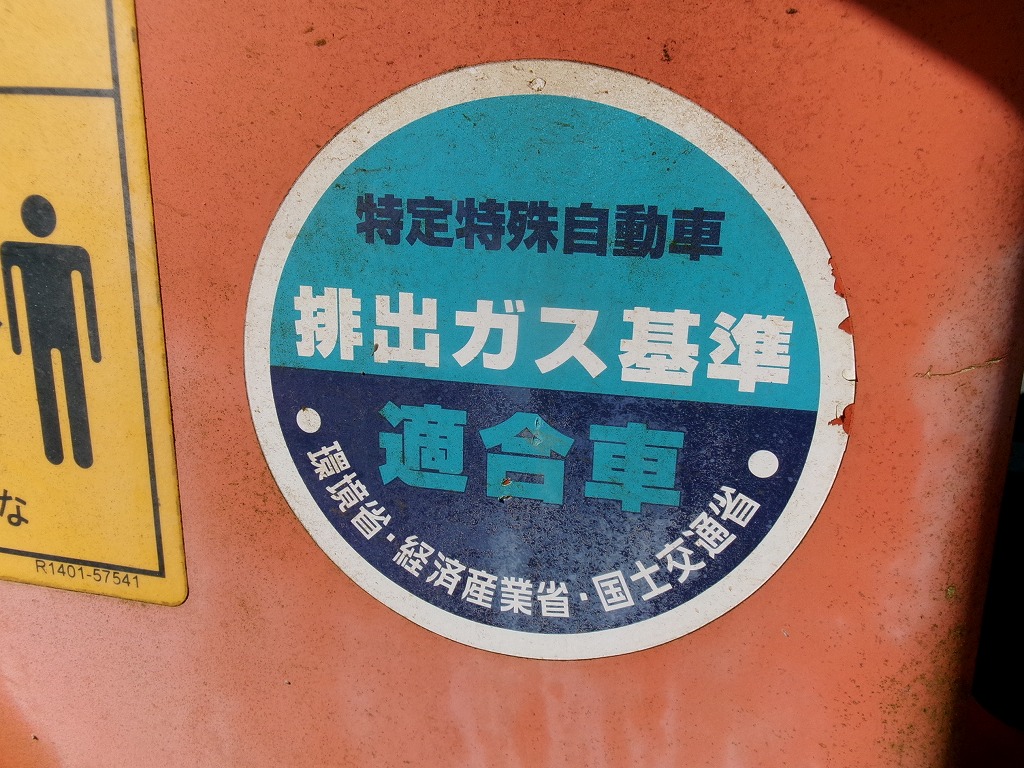 特定特殊自動車
排出ガス基準
適合車
環境省・経済産業省・国土交通省
な
R1401-57541